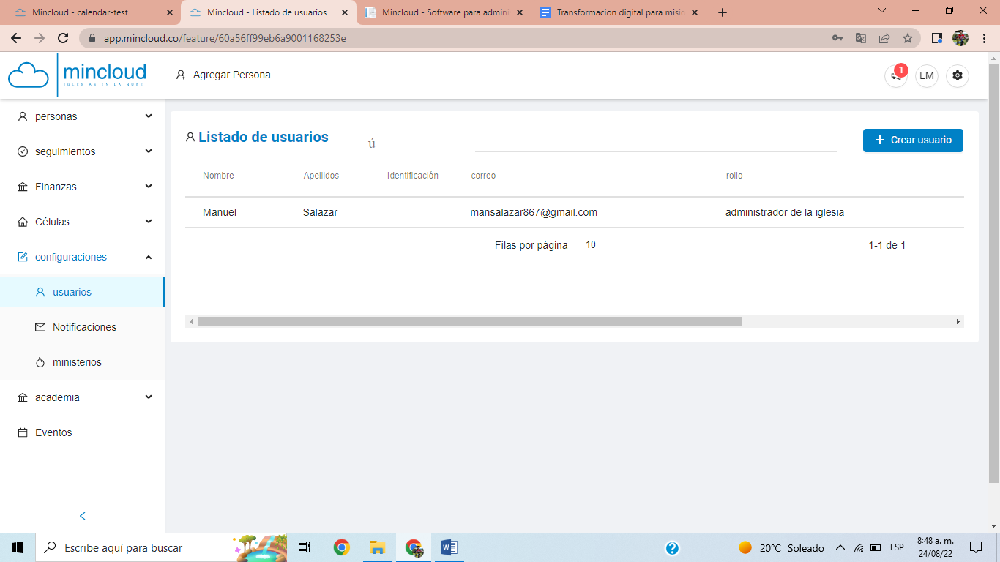 Mincloud - calendar-test
Mincloud - Listado de usuarios
Mincloud - Software para admini
Transformacion digital para misio
app.mincloud.co/feature/60a56ff99eb6a9001168253e
mincloud
IGLESIAS EN LA NUBE
Agregar Persona
1
EM
personas
seguimientos
Finanzas
Células
configuraciones
usuarios
Notificaciones
ministerios
academia
Eventos
Listado de usuarios
ú
Crear usuario
Nombre Apellidos Identificación correo rollo
Manuel Salazar mansalazar867@gmail.com administrador de la iglesia
Filas por página 10 1-1 de 1
Escribe aquí para buscar
20°C Soleado
ESP
8:48 a. m.
24/08/22